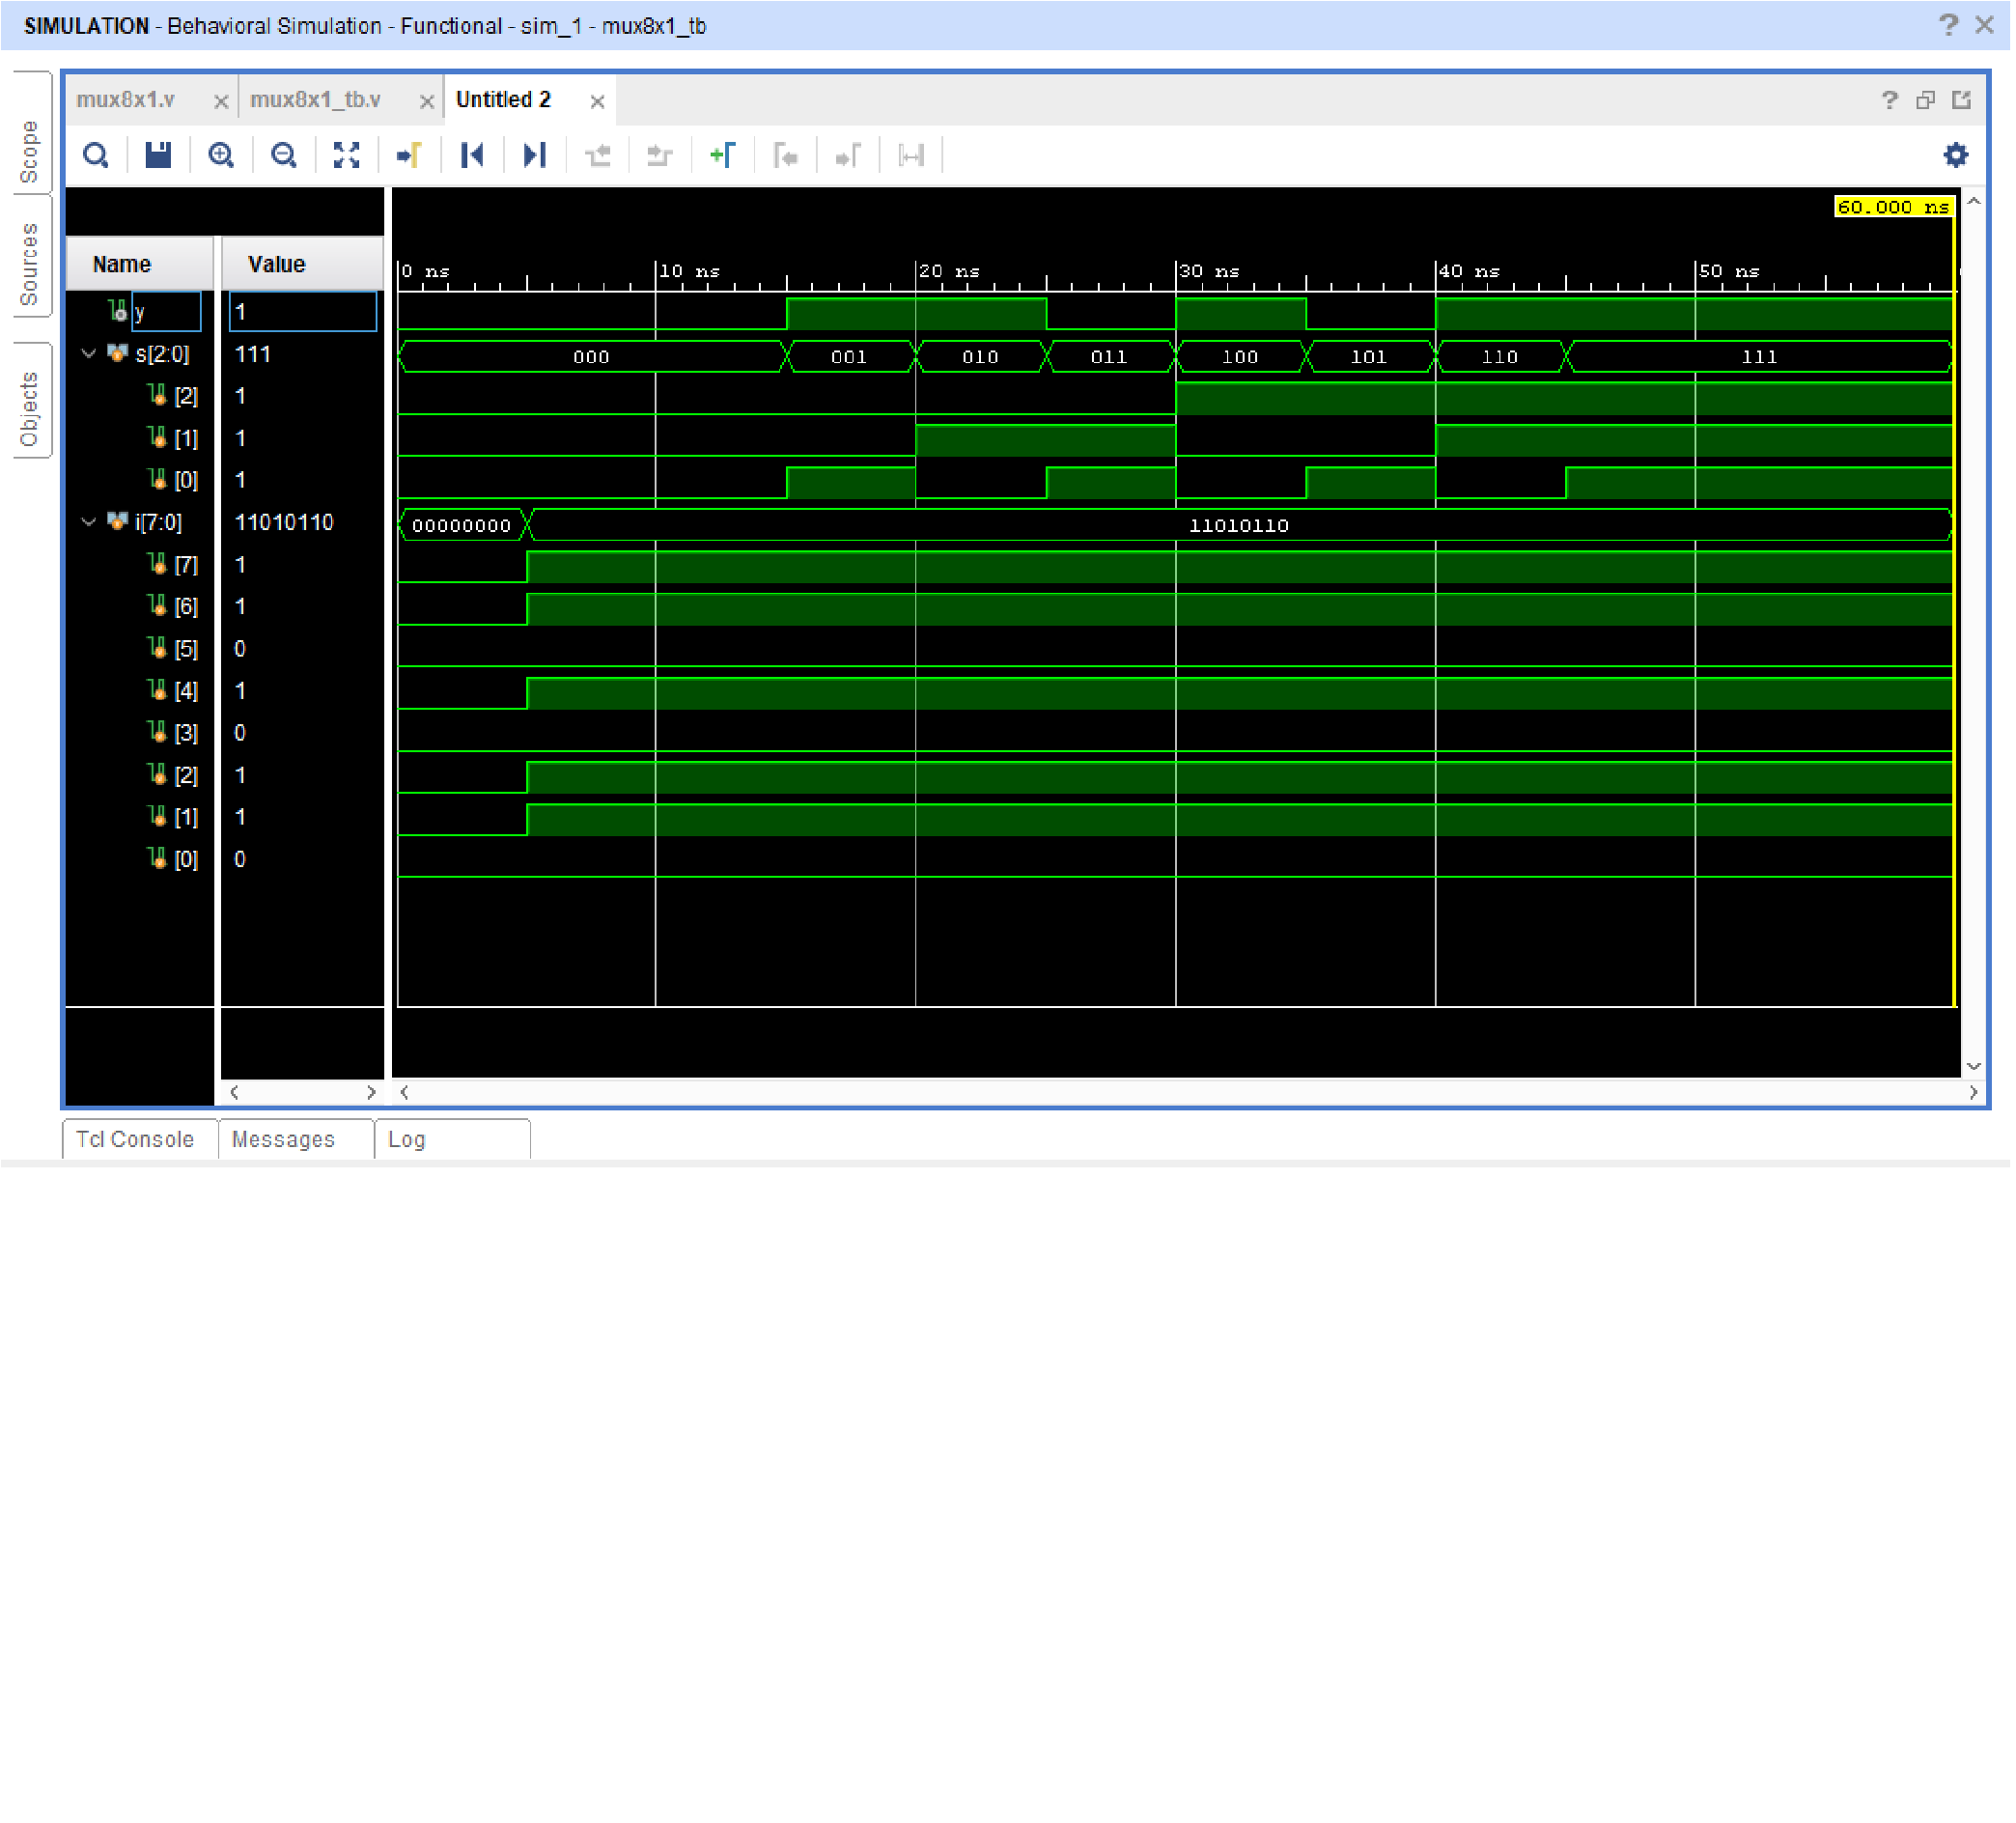 SIMULATION - Behavioral Simulation - Functional - sim_1 - mux8x1_tb
Scope
Sources
Objects
mux8x1.v mux8x1_tb.v Untitled 2
60.000 ns
Name Value
0 ns 10 ns 20 ns 30 ns 40 ns 50 ns
y 1
s[2:0] 111 000 001 010 011 100 101 110 111
[2] 1
[1] 1
[0] 1
i[7:0] 11010110 00000000 11010110
[7] 1
[6] 1
[5] 0
[4] 1
[3] 0
[2] 1
[1] 1
[0] 0
Tcl Console Messages Log